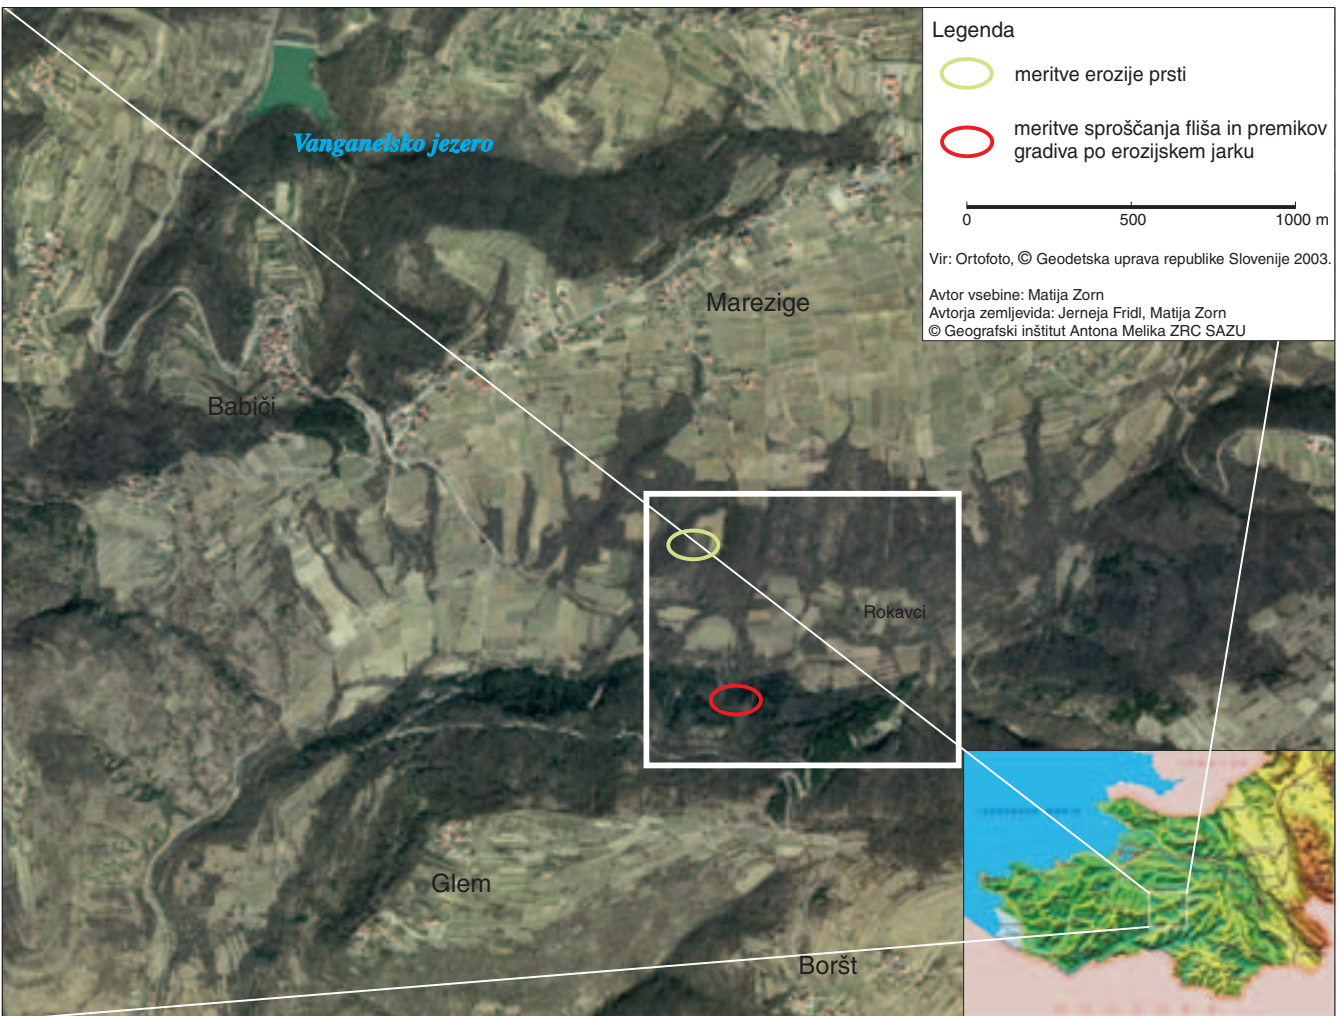 Legenda
meritve erozije prsti
meritve sproščanja fliša in premikov
gradiva po erozijskem jarku
0 500 1000 m
Vir: Ortofoto, © Geodetska uprava republike Slovenije 2003.
Avtor vsebine: Matija Zorn
Avtorja zemljevida: Jerneja Fridl, Matija Zorn
© Geografski inštitut Antona Melika ZRC SAZU
Vanganelsko jezero
Marezige
Babiči
Rokavci
Glem
Boršt